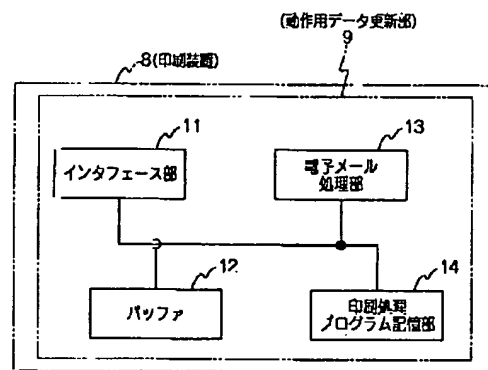 (動作用データ更新部)
9
8(印刷装置)
11
インタフェース部
13
電子メール
処理部
12
バッファ
14
印刷処理
プログラム記憶部